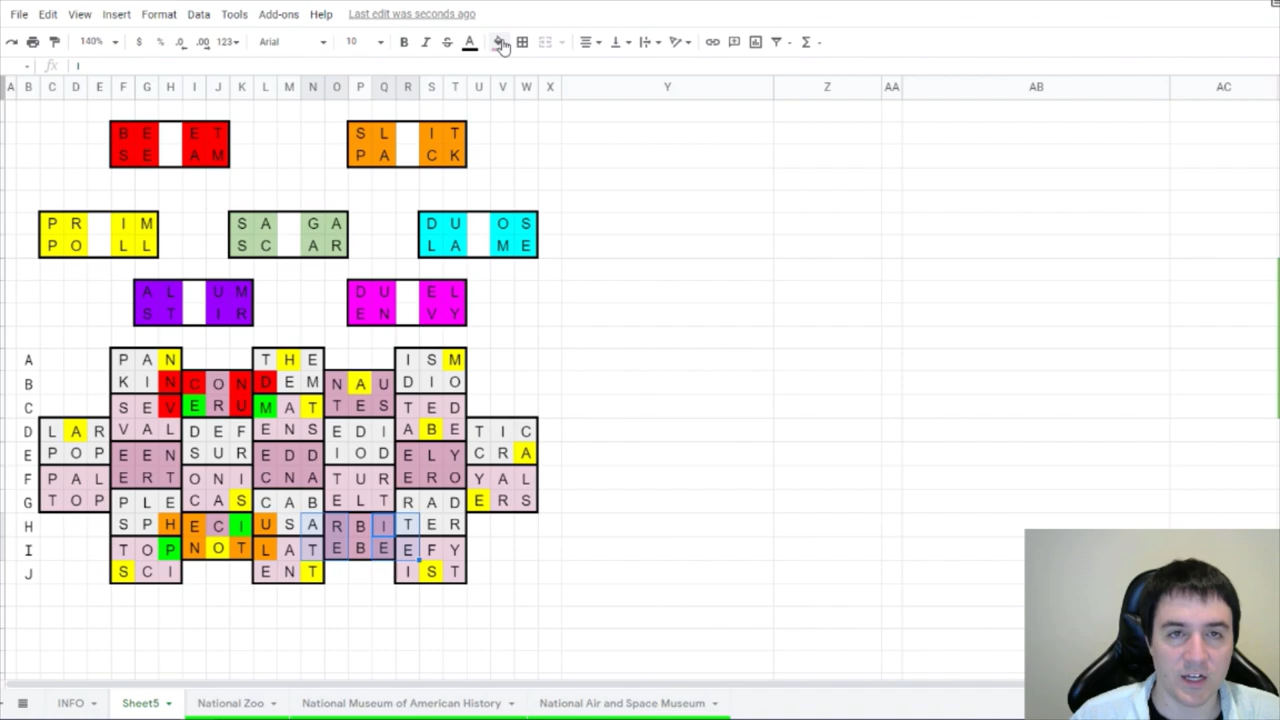 File Edit View Insert Format Data Tools Add-ons Help Last edit was seconds ago
140% $ % .0 .00 123 Arial 10 B I S A
fx I
A B C D E F G H I J K L M N O P Q R S T U V W X Y Z AA AB AC
B E E T S L I T
S E A M P A C K
P R I M S A G A D U O S
P O L L S C A R L A M E
A L U M D U E L
S T I R E N V Y
A P A N T H E I S M
B K I N C O N D E M N A U D I O
C S E V E R U M A T T E S T E D
D L A R V A L D E F E N S E D I A B E T I C
E P O P E E N S U R E D D I O D E L Y C R A
F P A L E R T O N I C N A T U R E R O Y A L
G T O P P L E C A S C A B E L T R A D E R S
H S P H E C I U S A R B I T E R
I T O P N O T L A T E B E E F Y
J S C I E N T I S T
INFO Sheet5 National Zoo National Museum of American History National Air and Space Museum